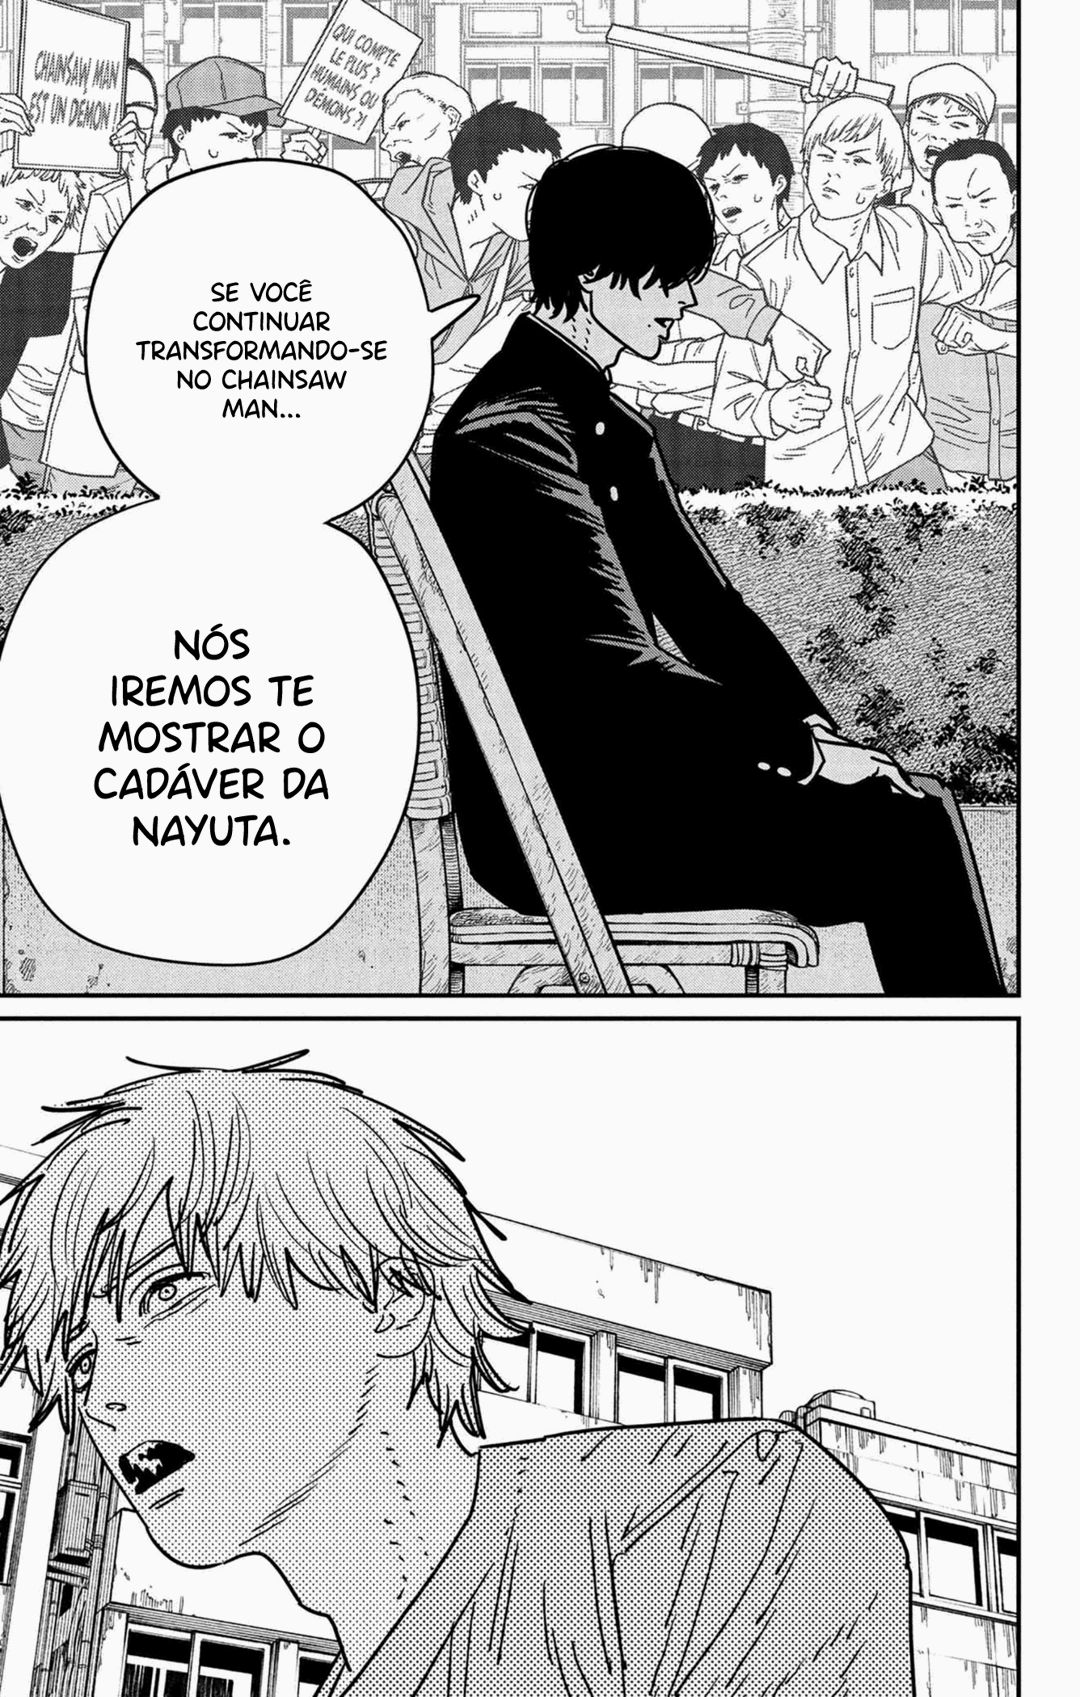 CHAINSAW MAN
EST UN DEMON !
QUI COMPTE
LE PLUS ?
HUMAINS OU
DEMONS ?!
SE VOCÊ
CONTINUAR
TRANSFORMANDO-SE
NO CHAINSAW
MAN...
NÓS
IREMOS TE
MOSTRAR O
CADÁVER DA
NAYUTA.